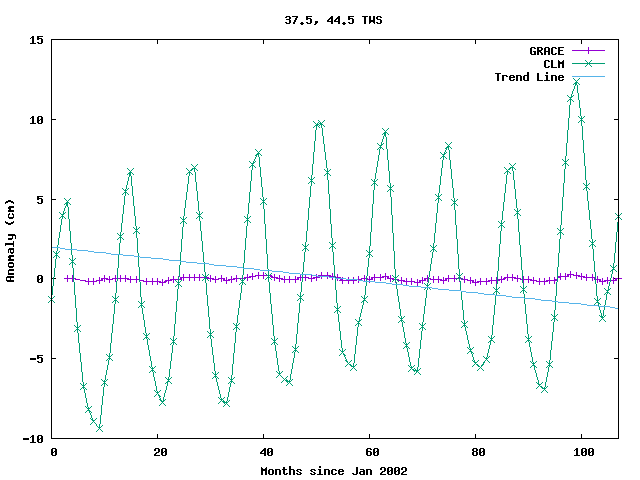 37.5, 44.5 TWS
GRACE
CLM
Trend Line
15
10
5
0
-5
-10
Anomaly (cm)
0 20 40 60 80 100
Months since Jan 2002